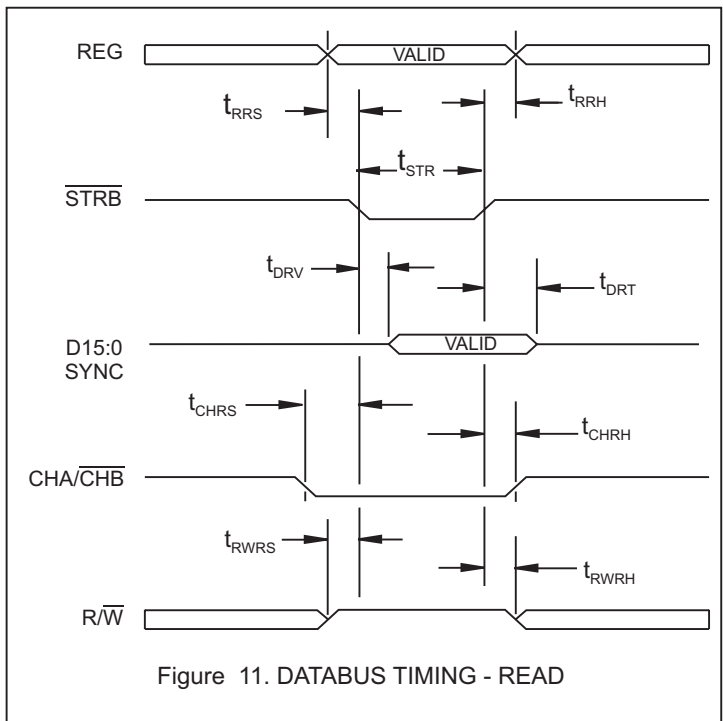 REG
VALID
tRRS
tRRH
tSTR
STRB
tDRV
tDRT
D15:0
SYNC
VALID
tCHRS
tCHRH
CHA/CHB
tRWRS
tRWRH
R/W
Figure 11. DATABUS TIMING - READ